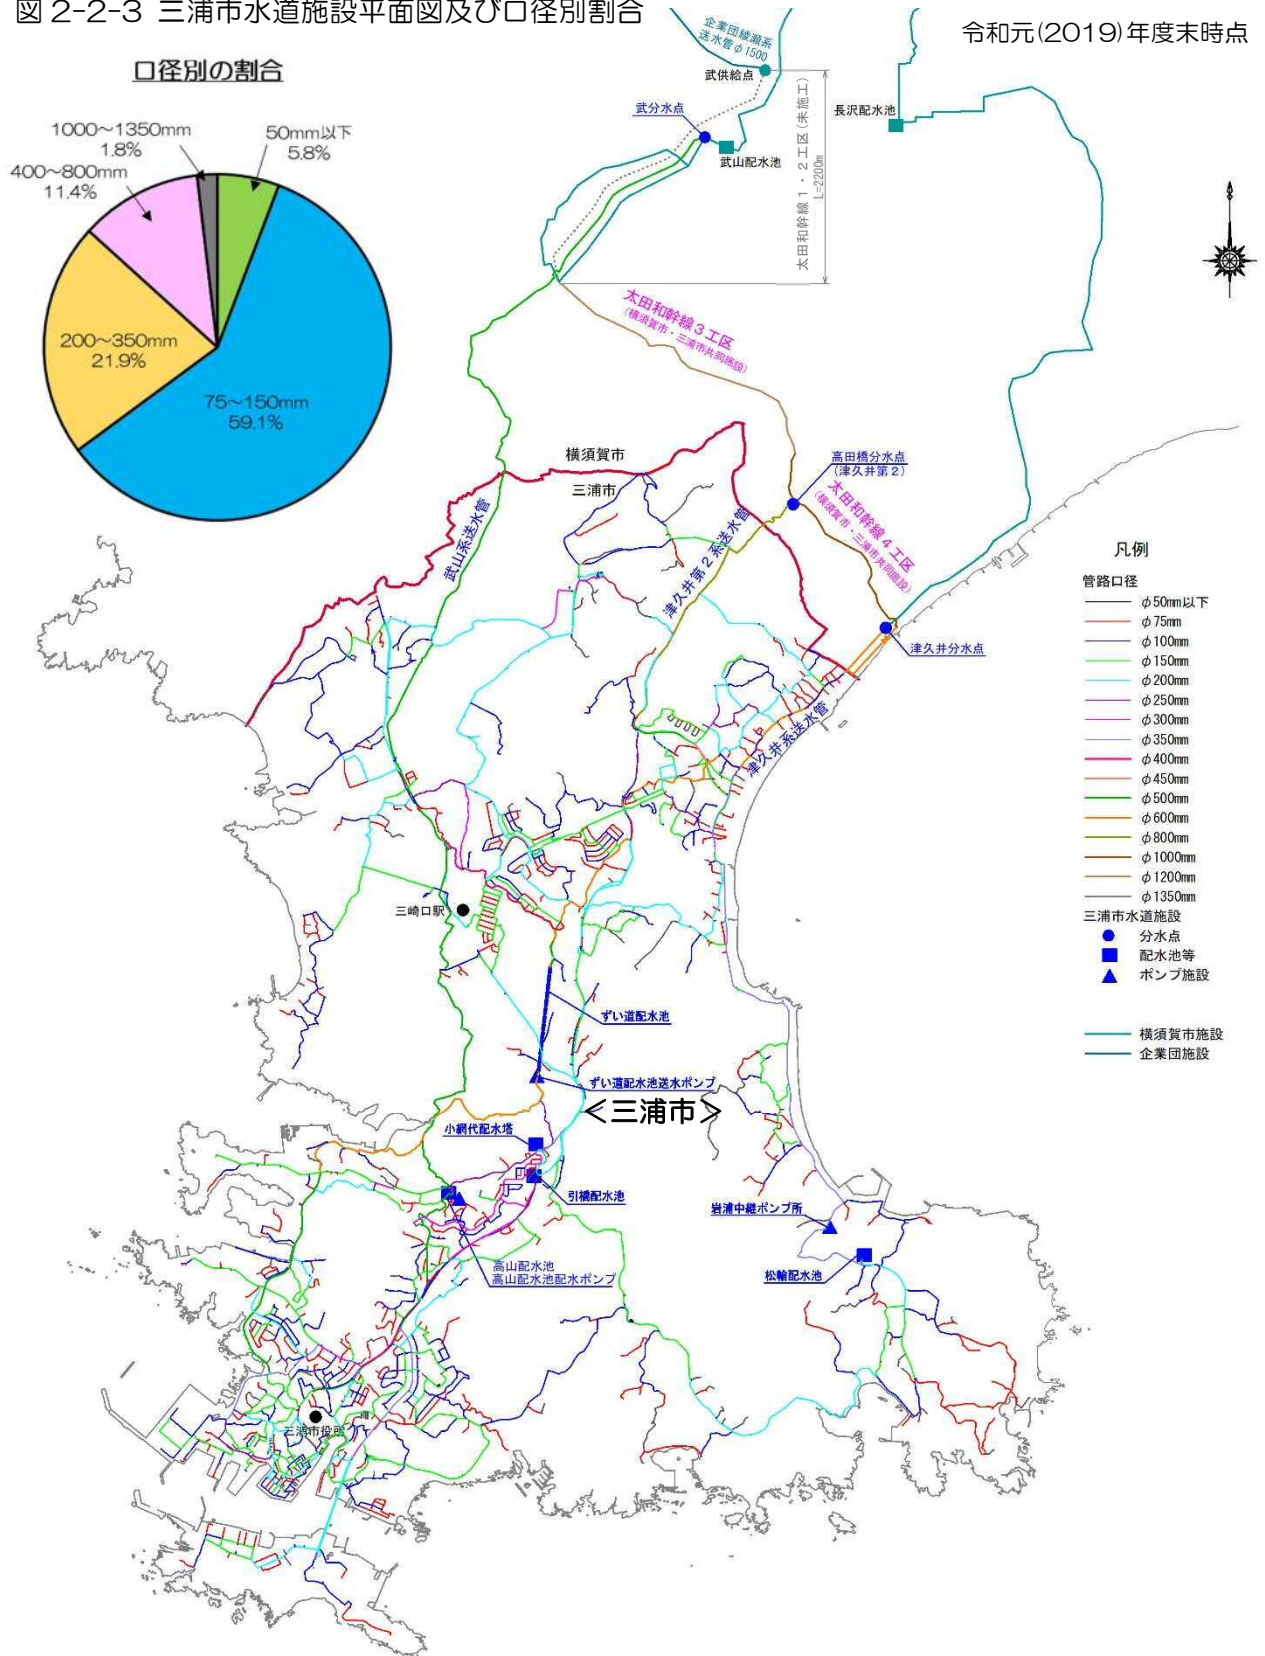 図2-2-3 三浦市水道施設平面図及び口径別割合
令和元(2019)年度末時点
口径別の割合
1000～1350mm
1.8%
50mm以下
5.8%
400～800mm
11.4%
200～350mm
21.9%
75～150mm
59.1%
企業団綾瀬系
送水管φ1500
武供給点
武分水点
武山配水池
長沢配水池
太田和幹線1・2工区(未施工)
L=2200m
太田和幹線3工区
(横須賀市・三浦市共同施設)
横須賀市
三浦市
高田橋分水点
(津久井第2)
太田和幹線4工区
(横須賀市・三浦市共同施設)
武山系送水管
津久井第2系送水管
津久井分水点
津久井系送水管
三崎口駅
ずい道配水池
ずい道配水池送水ポンプ
＜三浦市＞
小網代配水塔
引橋配水池
岩浦中継ポンプ所
松輪配水池
高山配水池
高山配水池配水ポンプ
三浦市役所
凡例
管路口径
φ50mm以下
φ75mm
φ100mm
φ150mm
φ200mm
φ250mm
φ300mm
φ350mm
φ400mm
φ450mm
φ500mm
φ600mm
φ800mm
φ1000mm
φ1200mm
φ1350mm
三浦市水道施設
分水点
配水池等
ポンプ施設
横須賀市施設
企業団施設